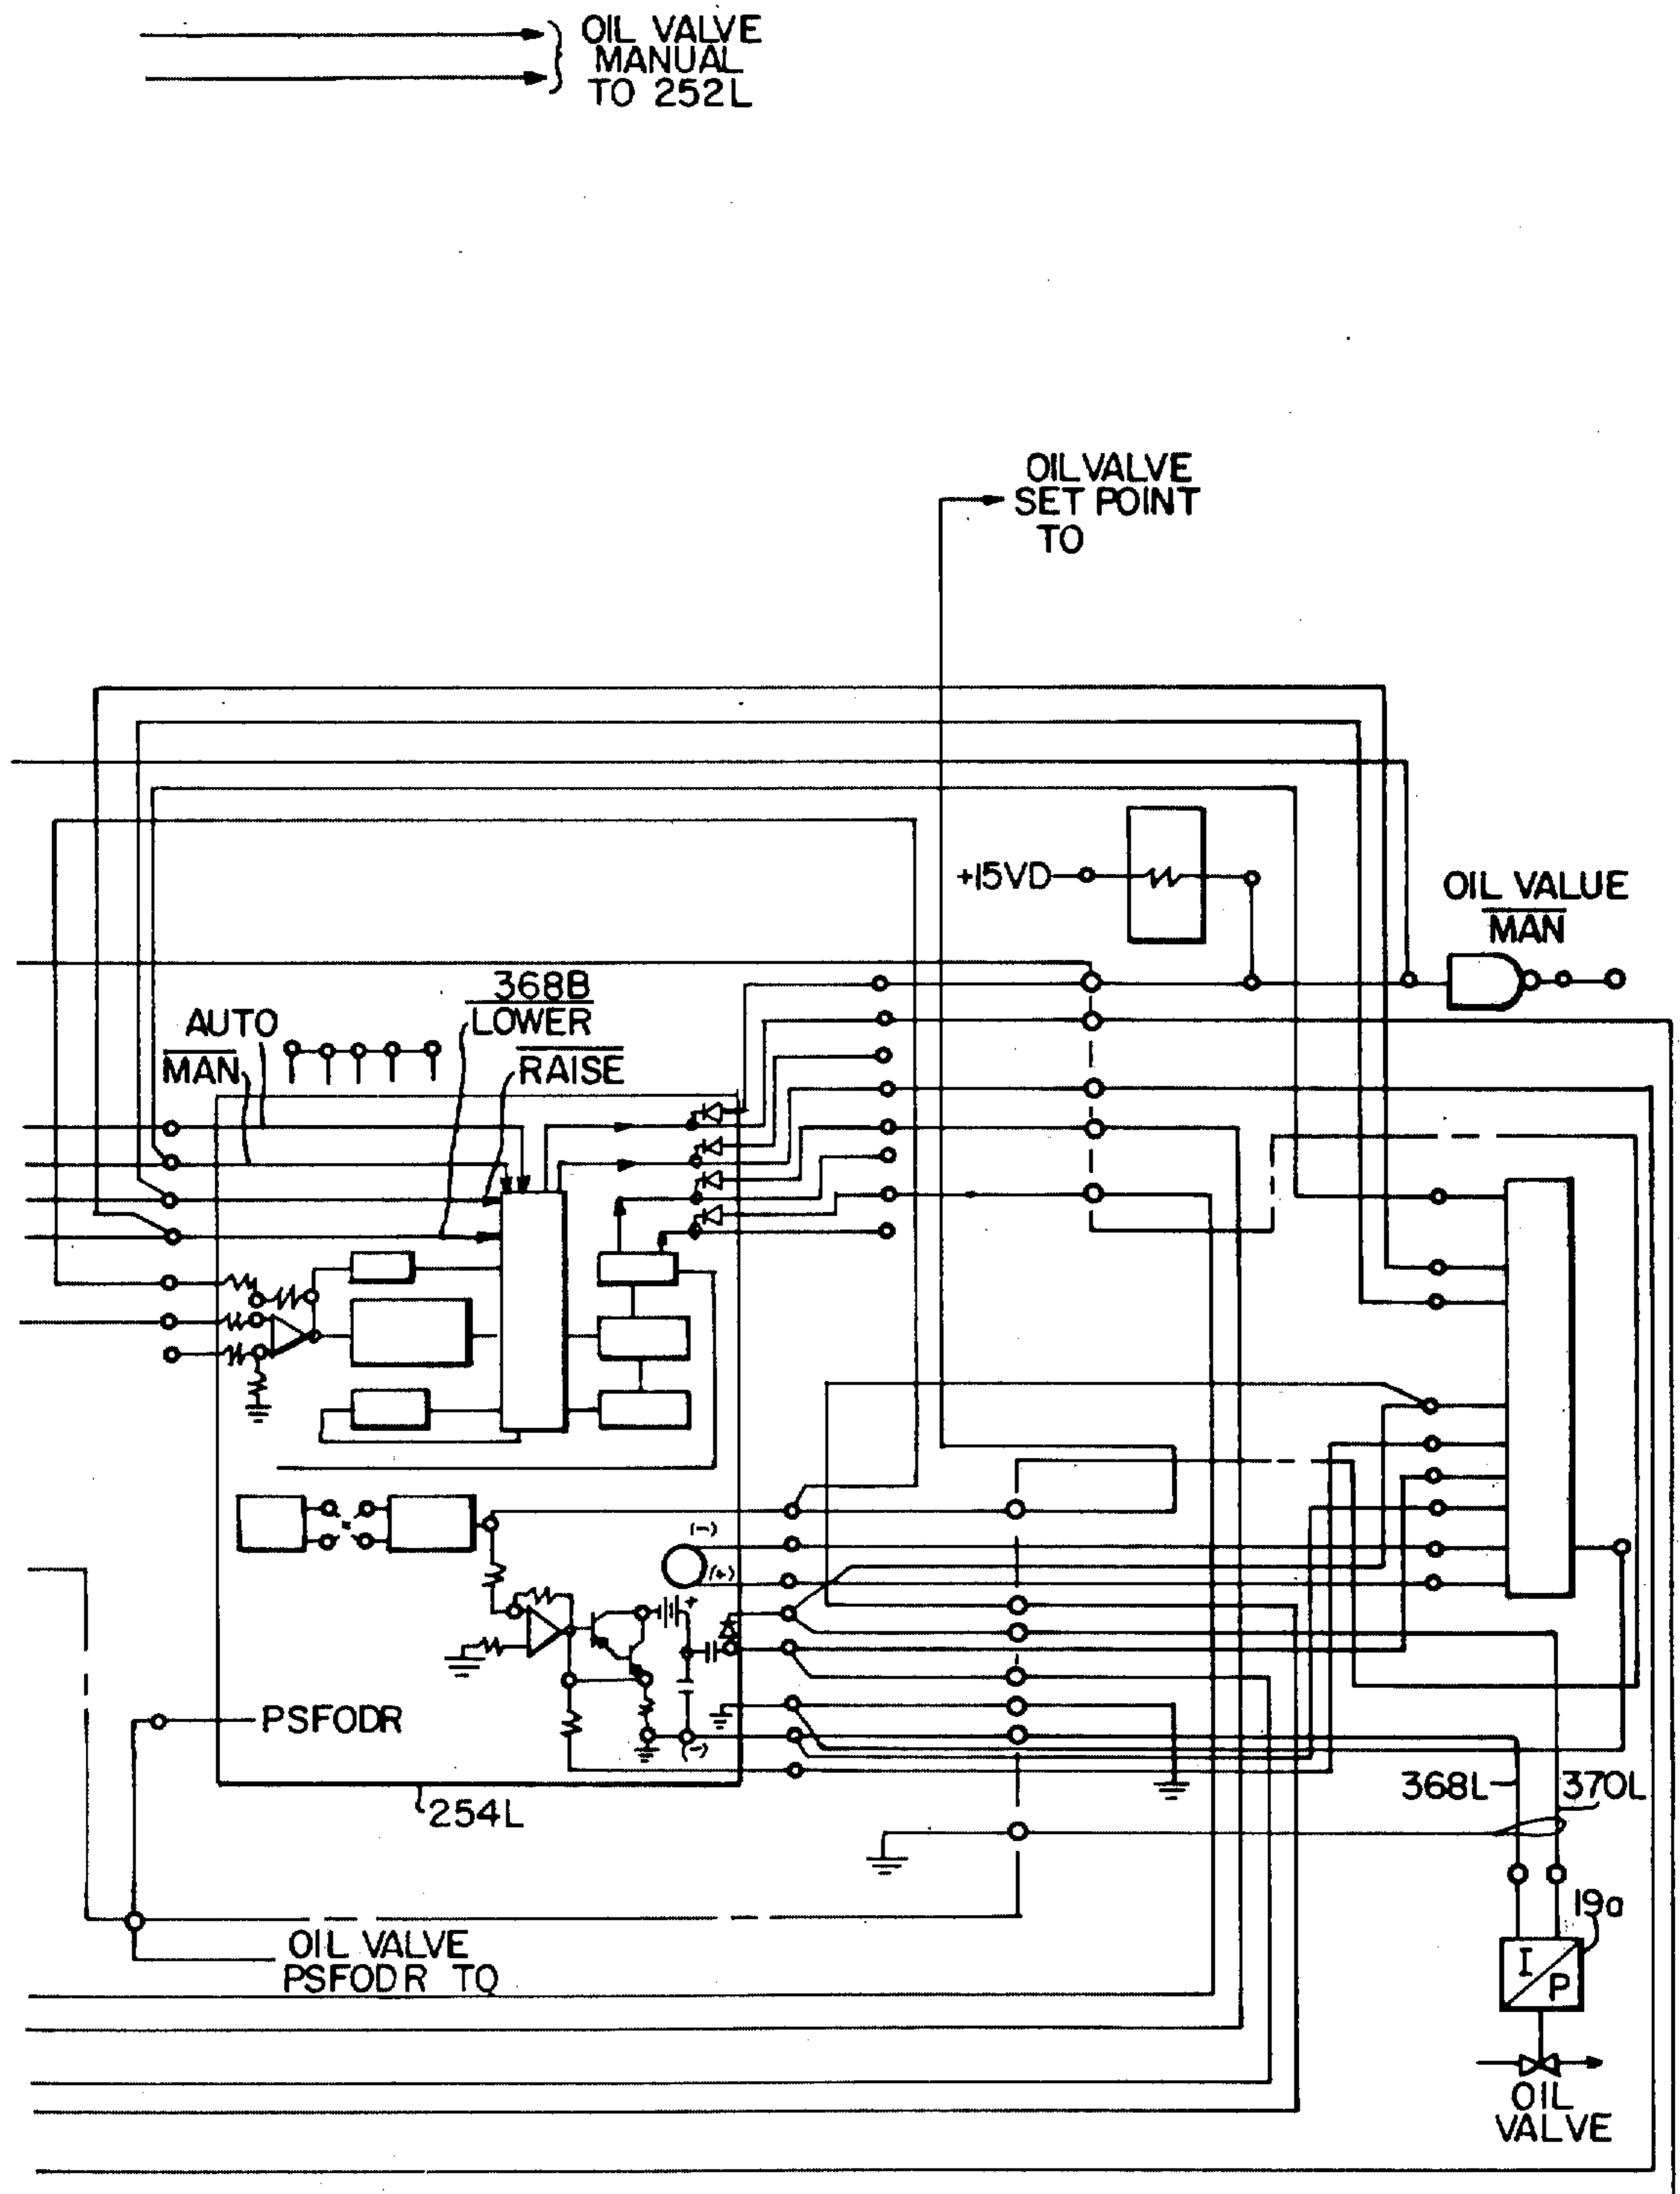 OIL VALVE
MANUAL
TO 252L
OIL VALVE
SET POINT
TO
+15VD
OIL VALUE
MAN
368B
LOWER
AUTO
MAN
RAISE
(-)
(+)
+
PSFODR
(-)
254L
368L
370L
19a
OIL VALVE
PSFODR TO
I
P
OIL
VALVE